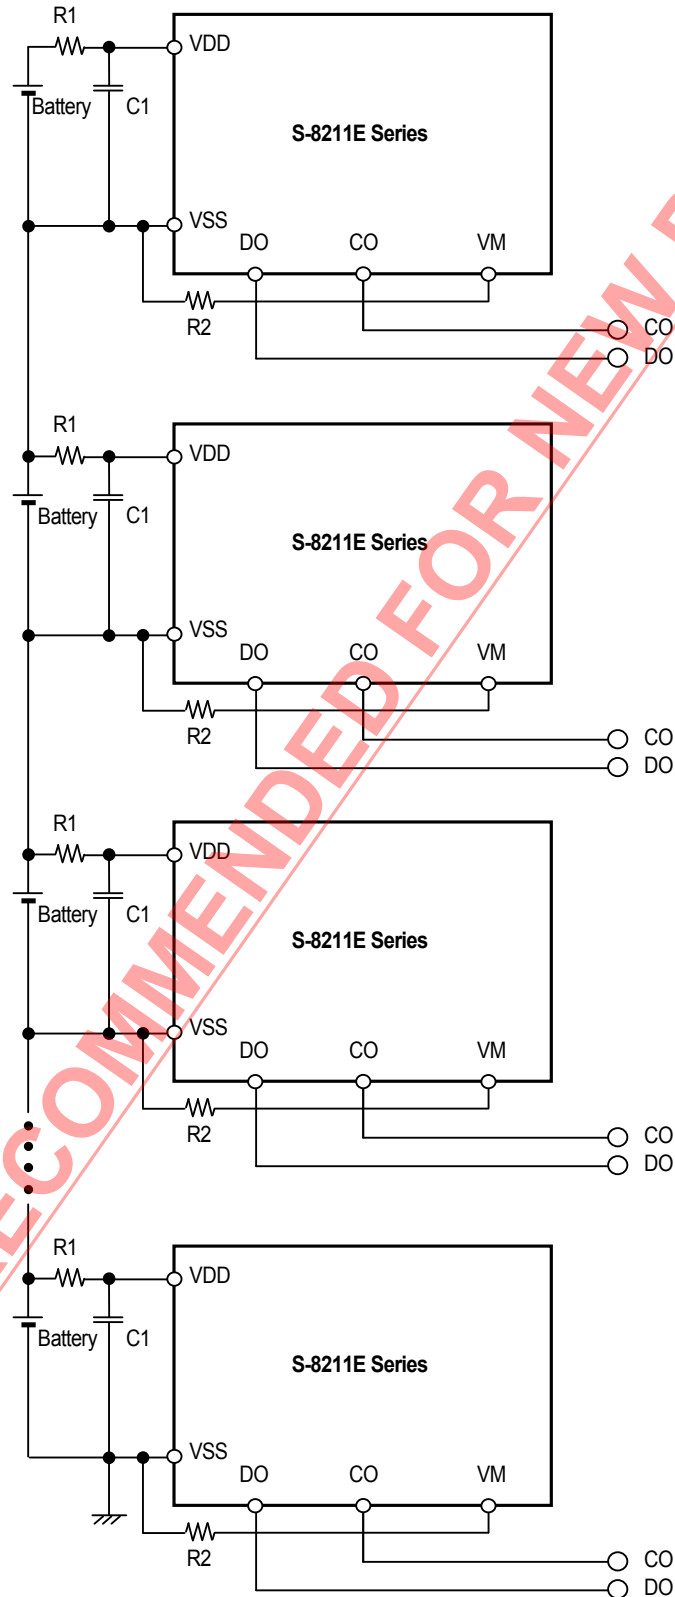 R1
VDD
Battery C1
S-8211E Series
VSS
DO CO VM
R2
CO
DO
R1
VDD
Battery C1
S-8211E Series
VSS
DO CO VM
R2
CO
DO
R1
VDD
Battery C1
S-8211E Series
VSS
DO CO VM
R2
CO
DO
R1
VDD
Battery C1
S-8211E Series
VSS
DO CO VM
R2
CO
DO
RECOMMENDED FOR NEW